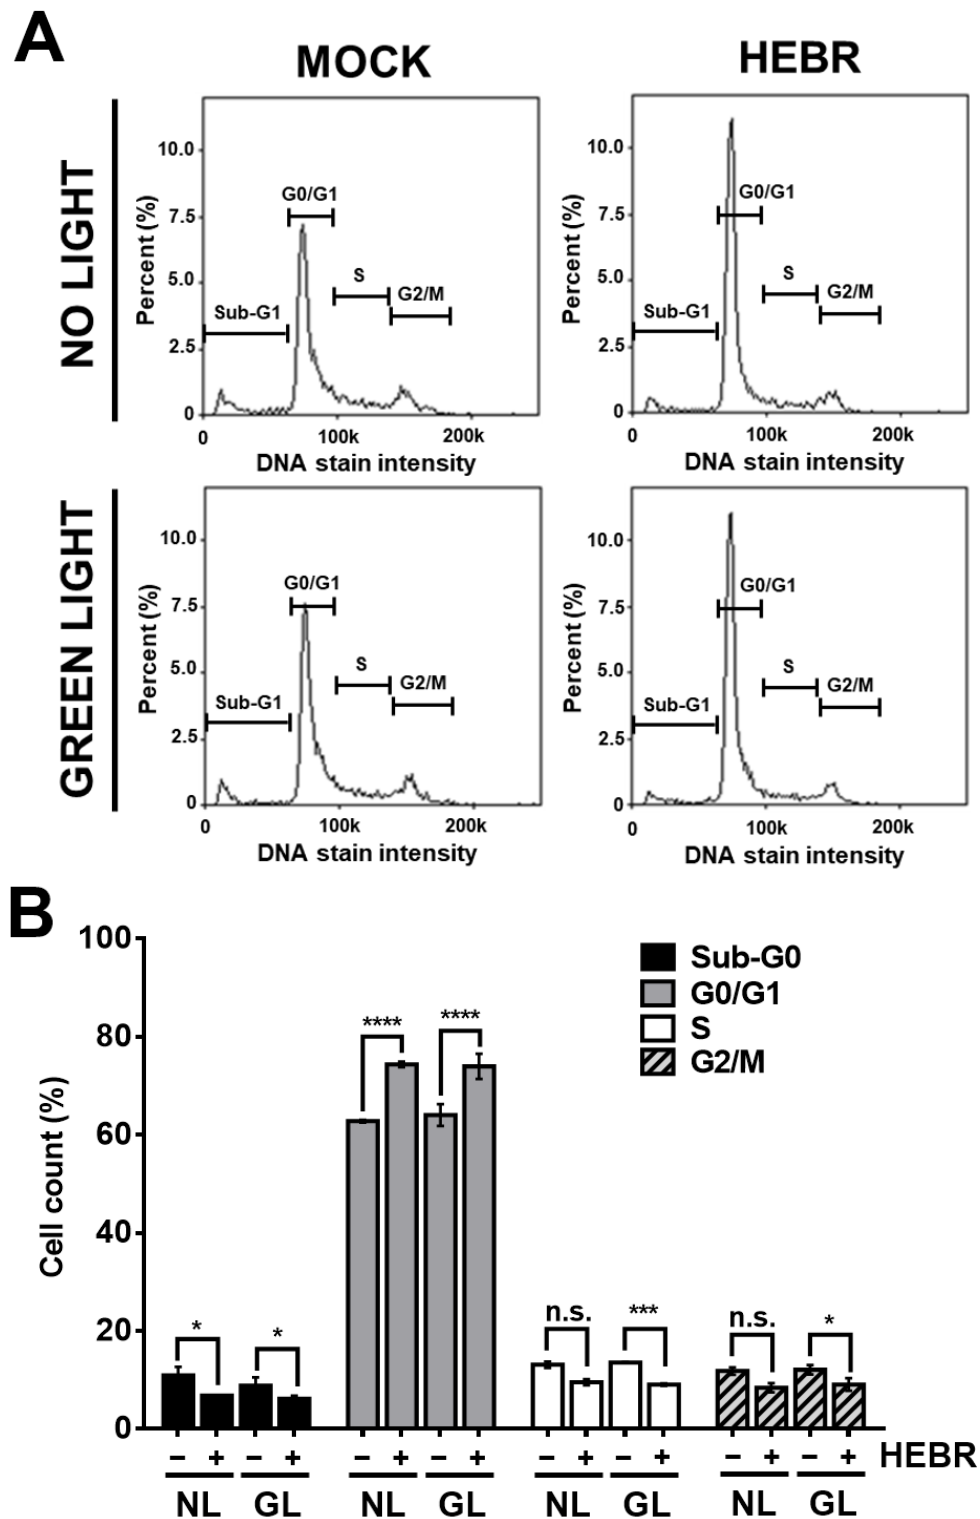 A
MOCK
HEBR
NO LIGHT
Percent (%)
10.0
7.5
5.0
2.5
0
G0/G1
S
G2/M
Sub-G1
0
100k
200k
DNA stain intensity
Percent (%)
10.0
7.5
5.0
2.5
0
G0/G1
S
G2/M
Sub-G1
0
100k
200k
DNA stain intensity
GREEN LIGHT
Percent (%)
10.0
7.5
5.0
2.5
0
G0/G1
S
G2/M
Sub-G1
0
100k
200k
DNA stain intensity
Percent (%)
10.0
7.5
5.0
2.5
0
G0/G1
S
G2/M
Sub-G1
0
100k
200k
DNA stain intensity
B
Cell count (%)
100
80
60
40
20
0
Sub-G0
G0/G1
S
G2/M
* * **** **** n.s. *** n.s. *
− + − + − + − + − + − + − + − + HEBR
NL GL NL GL NL GL NL GL